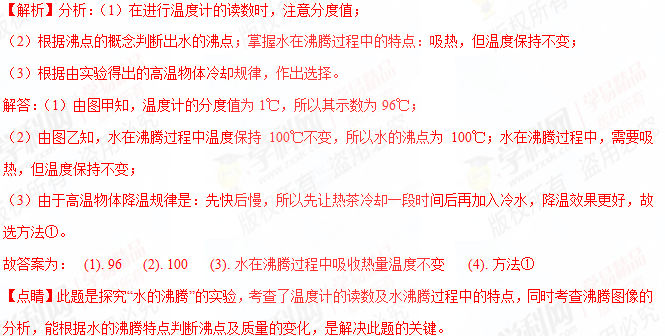 【解析】分析：（1）在进行温度计的读数时，注意分度值；
（2）根据沸点的概念判断出水的沸点；掌握水在沸腾过程中的特点：吸热，但温度保持不变；
（3）根据由实验得出的高温物体冷却规律，作出选择。
解答：（1）由图甲知，温度计的分度值为 1℃，所以其示数为 96℃；
（2）由图乙知，水在沸腾过程中温度保持 100℃不变，所以水的沸点为 100℃；水在沸腾过程中，需要吸
热，但温度保持不变；
（3）由于高温物体降温规律是：先快后慢，所以先让热茶冷却一段时间后再加入冷水，降温效果更好，故
选方法①。
故答案为： (1). 96 (2). 100 (3). 水在沸腾过程中吸收热量温度不变 (4). 方法①
【点睛】此题是探究“水的沸腾”的实验，考查了温度计的读数及水沸腾过程中的特点，同时考查沸腾图像的
分析，能根据水的沸腾特点判断沸点及质量的变化，是解决此题的关键。